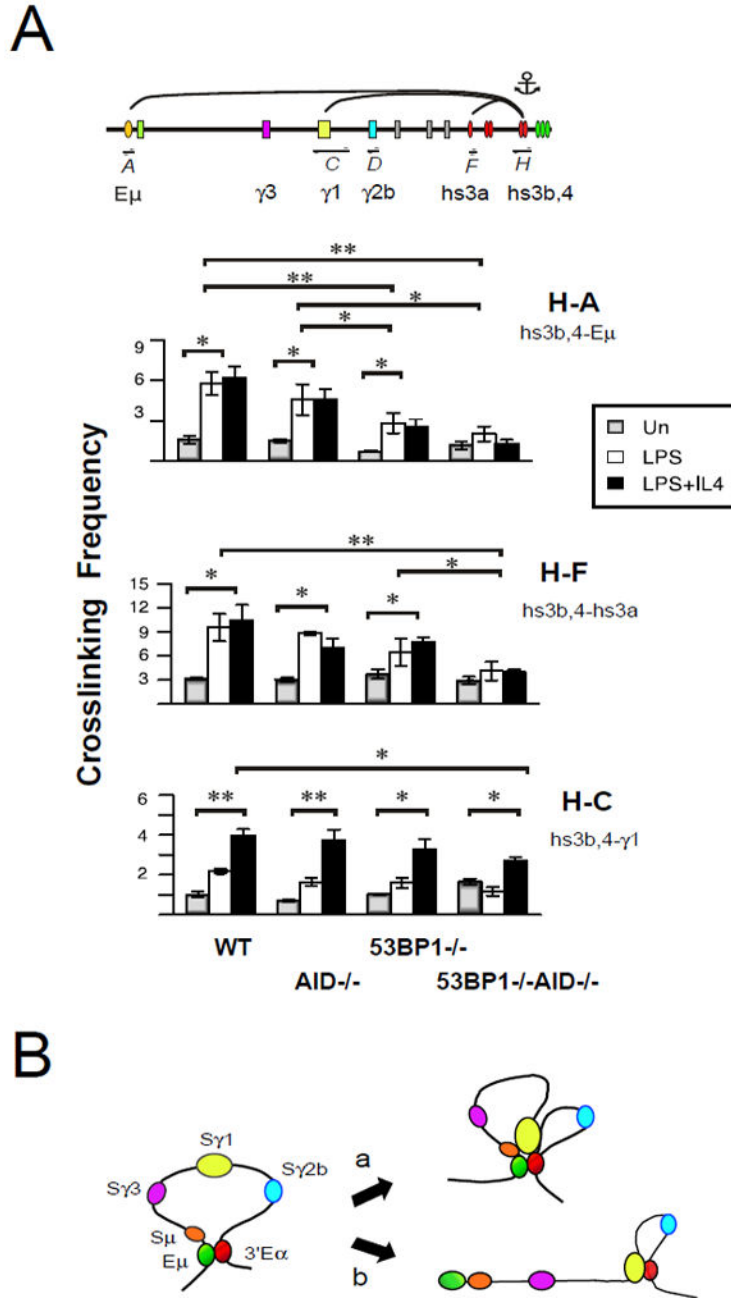 A
A C D F H
Eμ γ3 γ1 γ2b hs3a hs3b,4
Crosslinking Frequency
**
**
*
*
* * *
H-A
hs3b,4-Eμ
9
6
3
Un
LPS
LPS+IL4
**
*
* * *
H-F
hs3b,4-hs3a
15
12
9
6
3
*
** ** * *
H-C
hs3b,4-γ1
6
4
2
WT 53BP1-/-
AID-/- 53BP1-/-AID-/-
B
Sγ1
Sγ3
Sγ2b
Sμ
Eμ
3'Eα
a
b